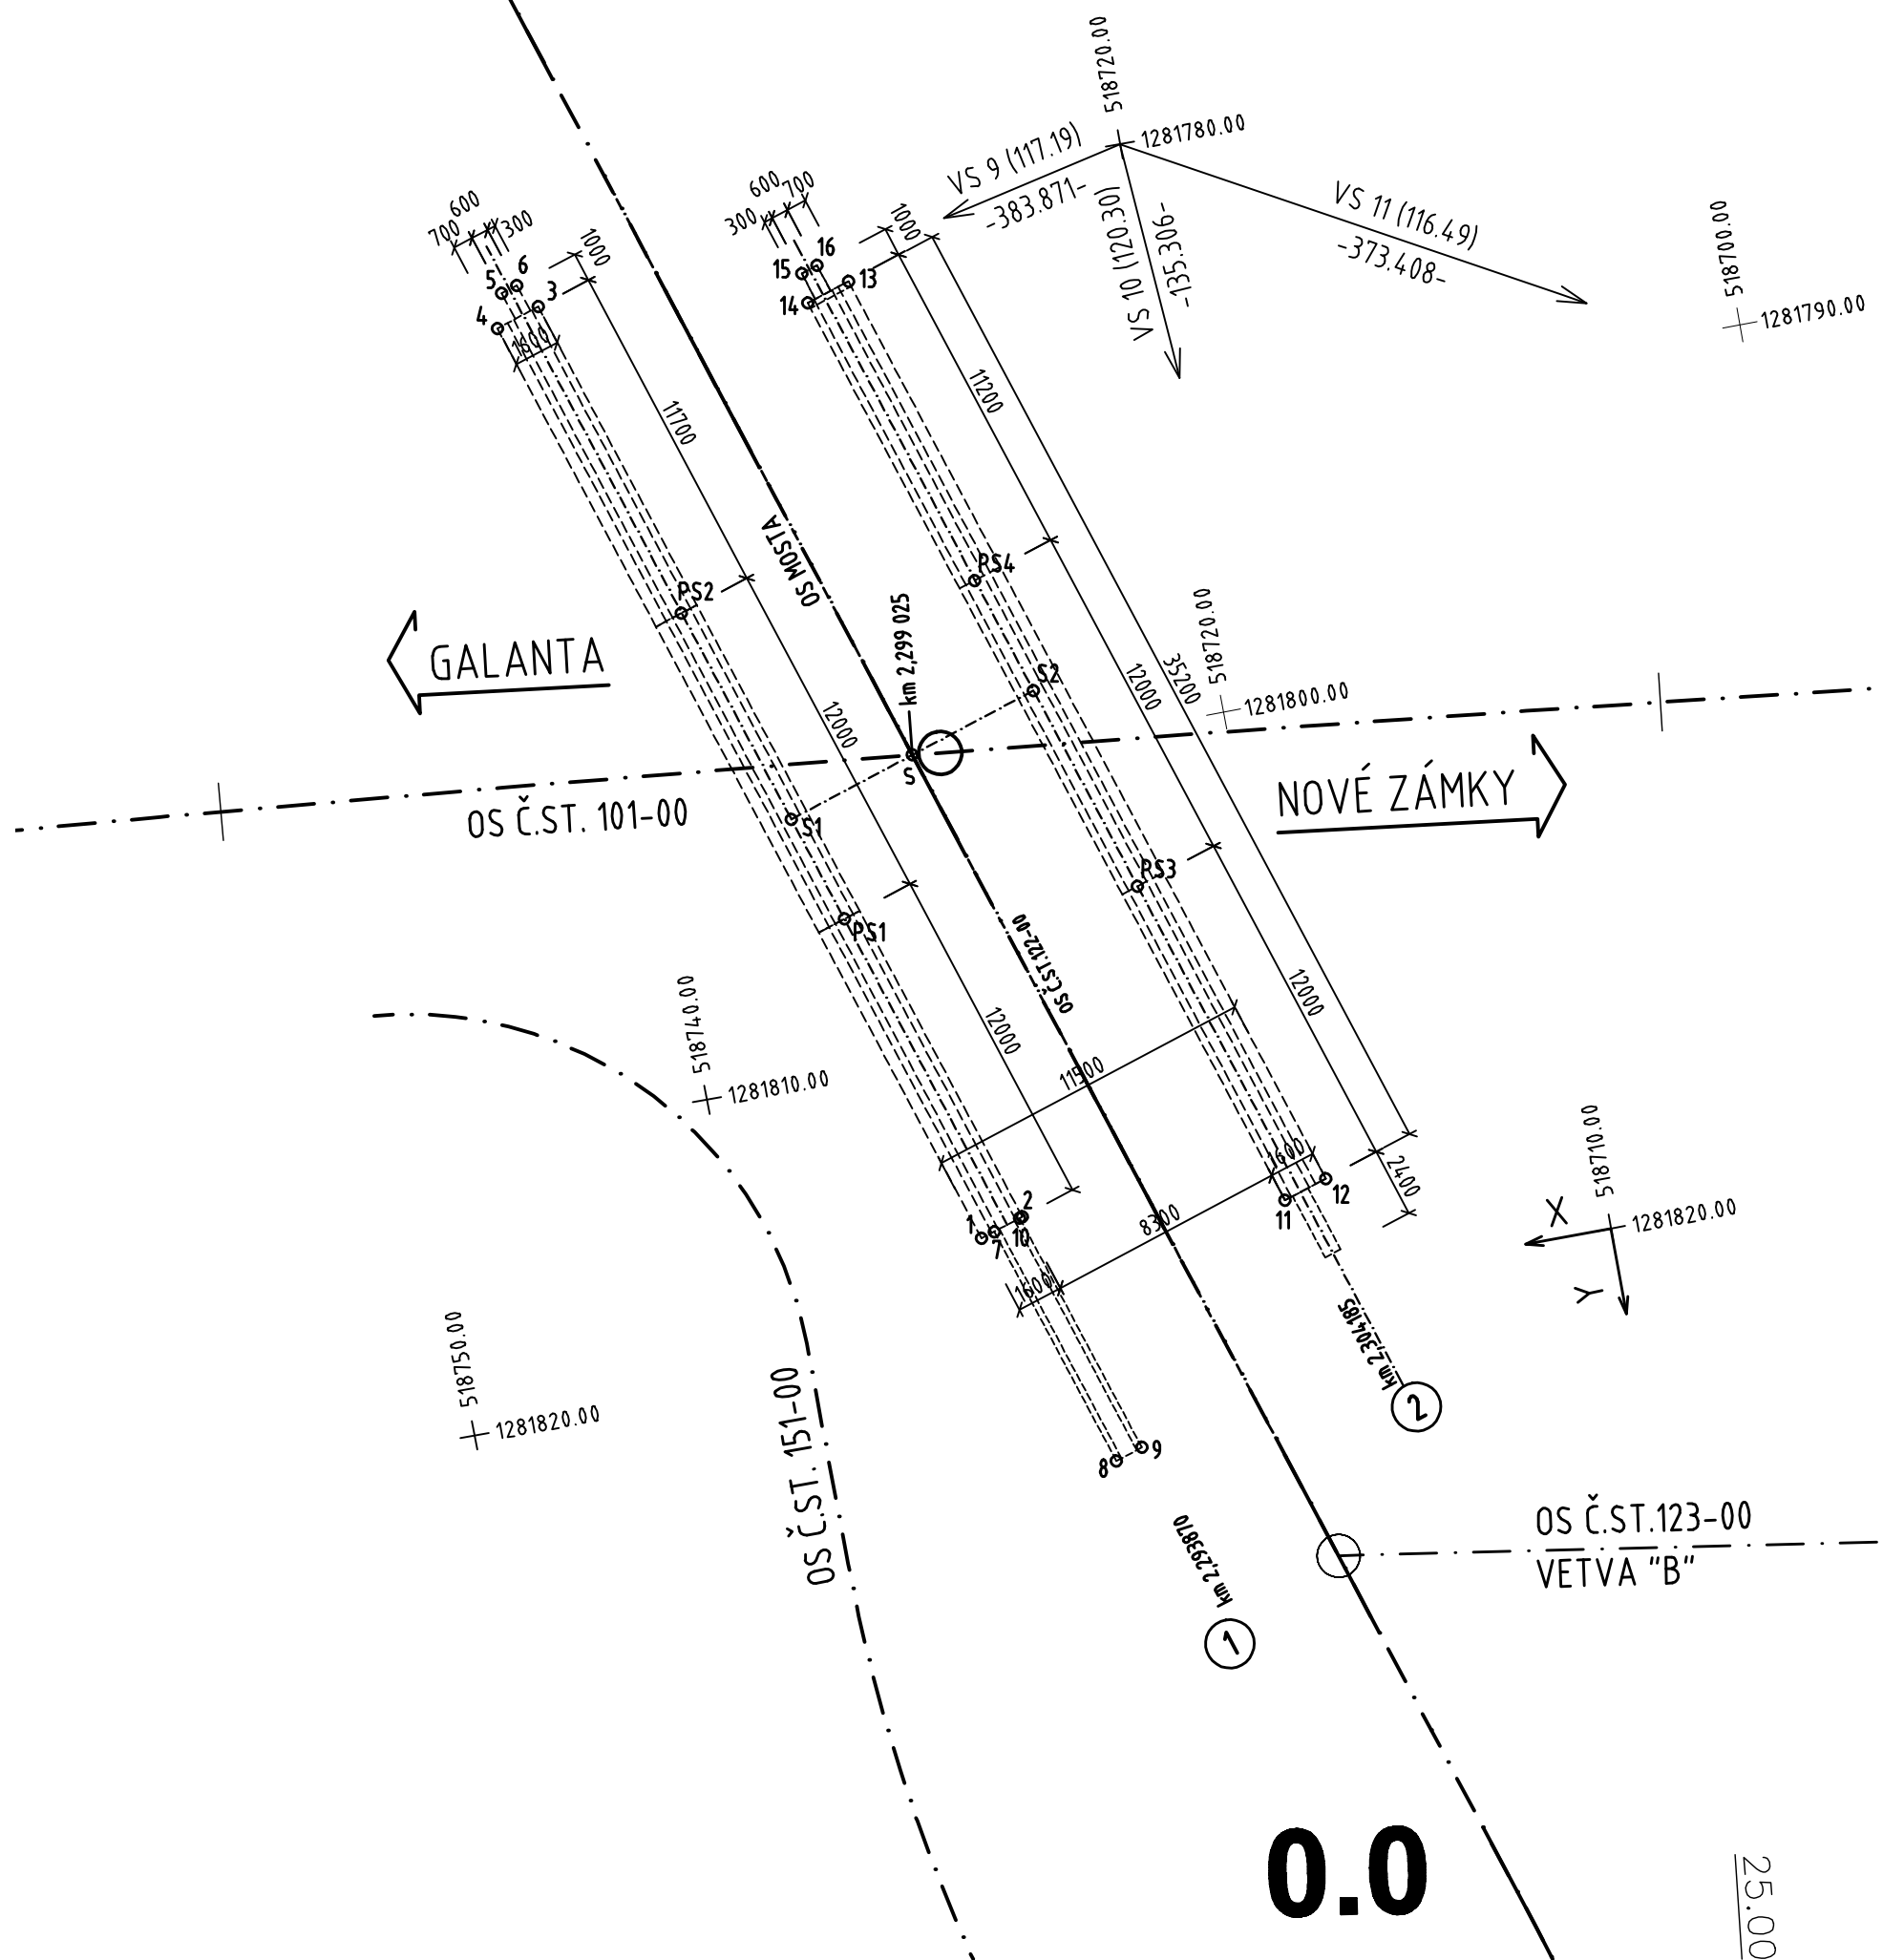 518720.00
1281780.00
VS 9 (117.19)
-383.871-
VS 10 (120.30)
-135.306-
VS 11 (116.49)
-373.408-
518700.00
1281790.00
700
600
300
300
600
700
1000
1000
5
6
4
3
15
16
14
13
1600
11700
11200
OS MOSTA
PS2
RS4
GALANTA
km 2,299 025
S2
12000
35200
518720.00
1281800.00
12000
S
S1
OS Č.ST. 101-00
NOVÉ ZÁMKY
RS3
PS1
OS Č.ST.122-00
518740.00
1281810.00
12000
12000
11500
1600
2400
518710.00
1281820.00
X
Y
1
2
7
10
11
12
8300
1600
518750.00
1281820.00
km 2,304185
2
OS Č.ST. 151-00
8
9
km 2,293870
1
OS Č.ST.123-00
VETVA "B"
0.0
25.00